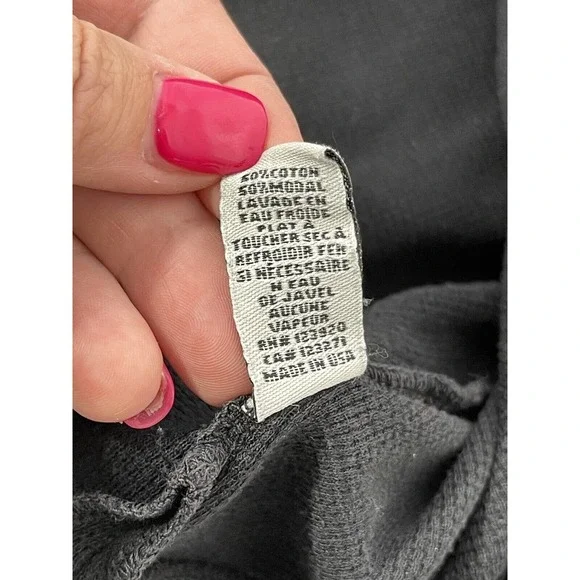 50% COTON
50% MODAL
LAVAGE EN
EAU FROIDE
PLAT À
TOUCHER SEC À
REFROIDIR FER
SI NÉCESSAIRE
N EAU
DE JAVEL
AUCUNE
VAPEUR
RN# 123920
CA# 123271
MADE IN USA